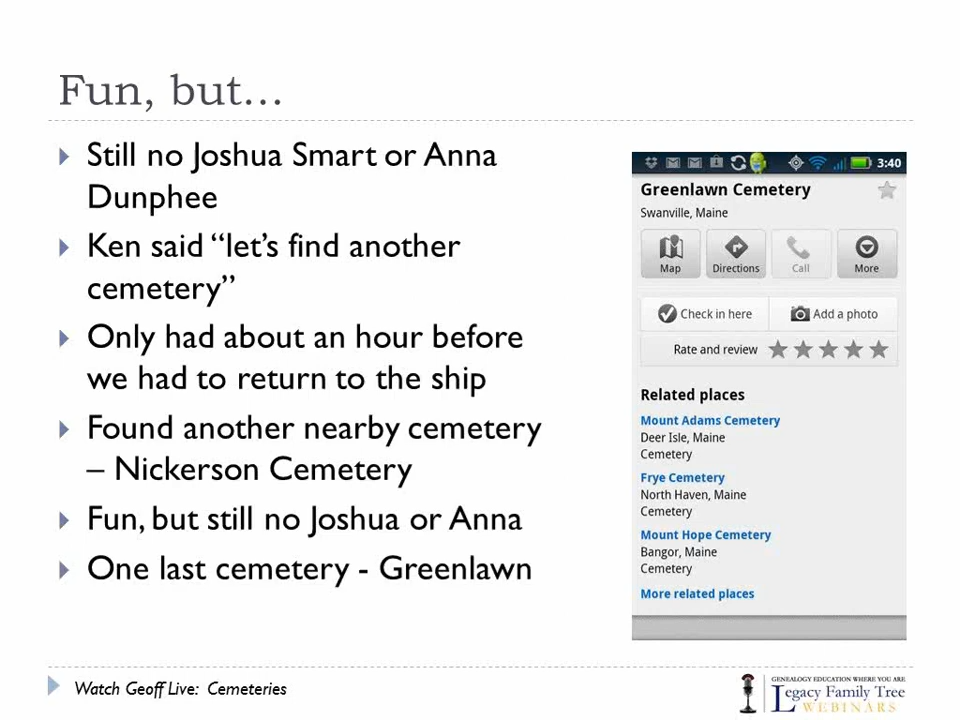 Fun, but...
Still no Joshua Smart or Anna
Dunphee
Ken said “let’s find another
cemetery”
Only had about an hour before
we had to return to the ship
Found another nearby cemetery
– Nickerson Cemetery
Fun, but still no Joshua or Anna
One last cemetery - Greenlawn
3:40
Greenlawn Cemetery
Swanville, Maine
Map Directions Call More
Check in here Add a photo
Rate and review
Related places
Mount Adams Cemetery
Deer Isle, Maine
Cemetery
Frye Cemetery
North Haven, Maine
Cemetery
Mount Hope Cemetery
Bangor, Maine
Cemetery
More related places
Watch Geoff Live: Cemeteries
GENEALOGY EDUCATION WHERE YOU ARE
Legacy Family Tree
WEBINARS